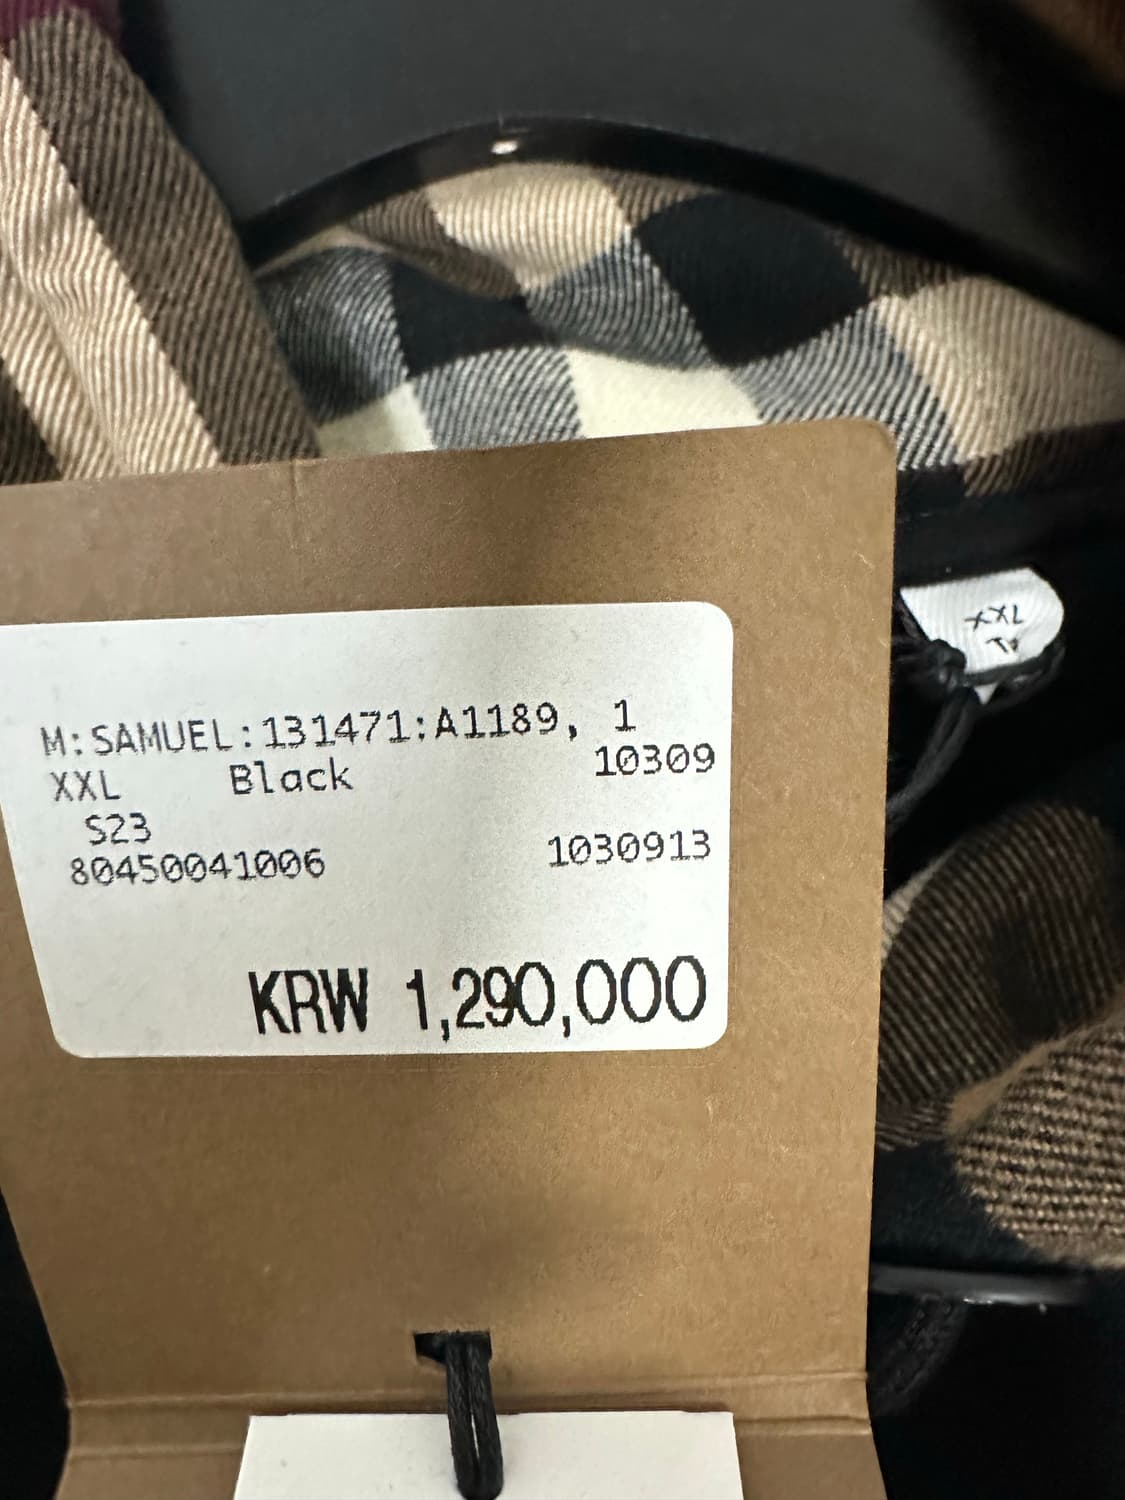 XXL
M:SAMUEL:131471:A1189, 1
XXL Black 10309
S23
80450041006 1030913
KRW 1,290,000